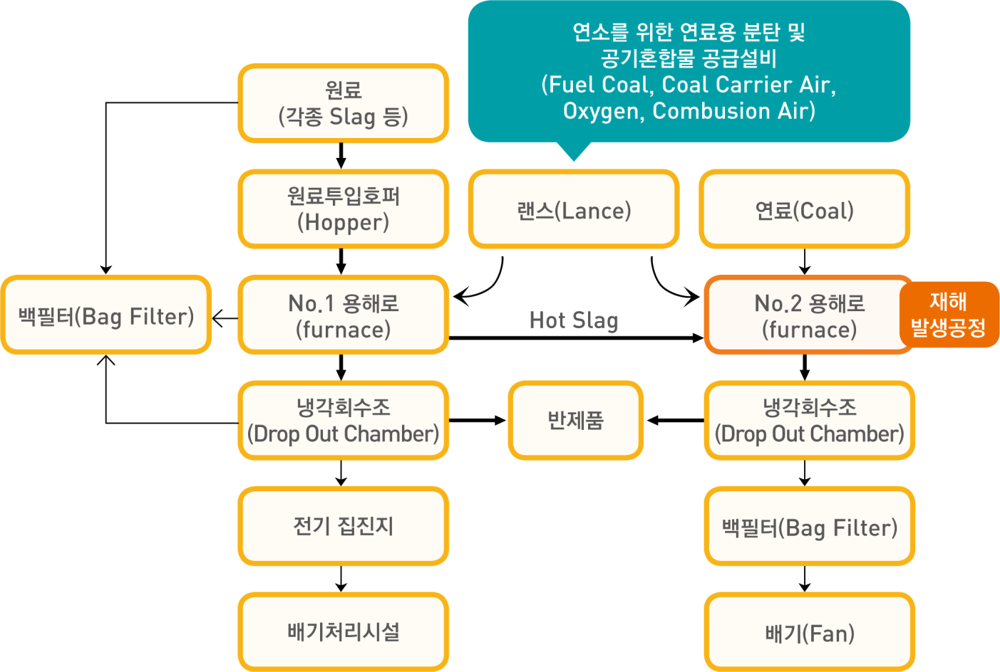 연소를 위한 연료용 분탄 및
공기혼합물 공급설비
(Fuel Coal, Coal Carrier Air,
Oxygen, Combusion Air)
원료
(각종 Slag 등)
원료투입호퍼
(Hopper)
랜스(Lance)
연료(Coal)
백필터(Bag Filter)
No.1 용해로
(furnace)
Hot Slag
No.2 용해로
(furnace)
재해
발생공정
냉각회수조
(Drop Out Chamber)
반제품
냉각회수조
(Drop Out Chamber)
전기 집진지
백필터(Bag Filter)
배기처리시설
배기(Fan)